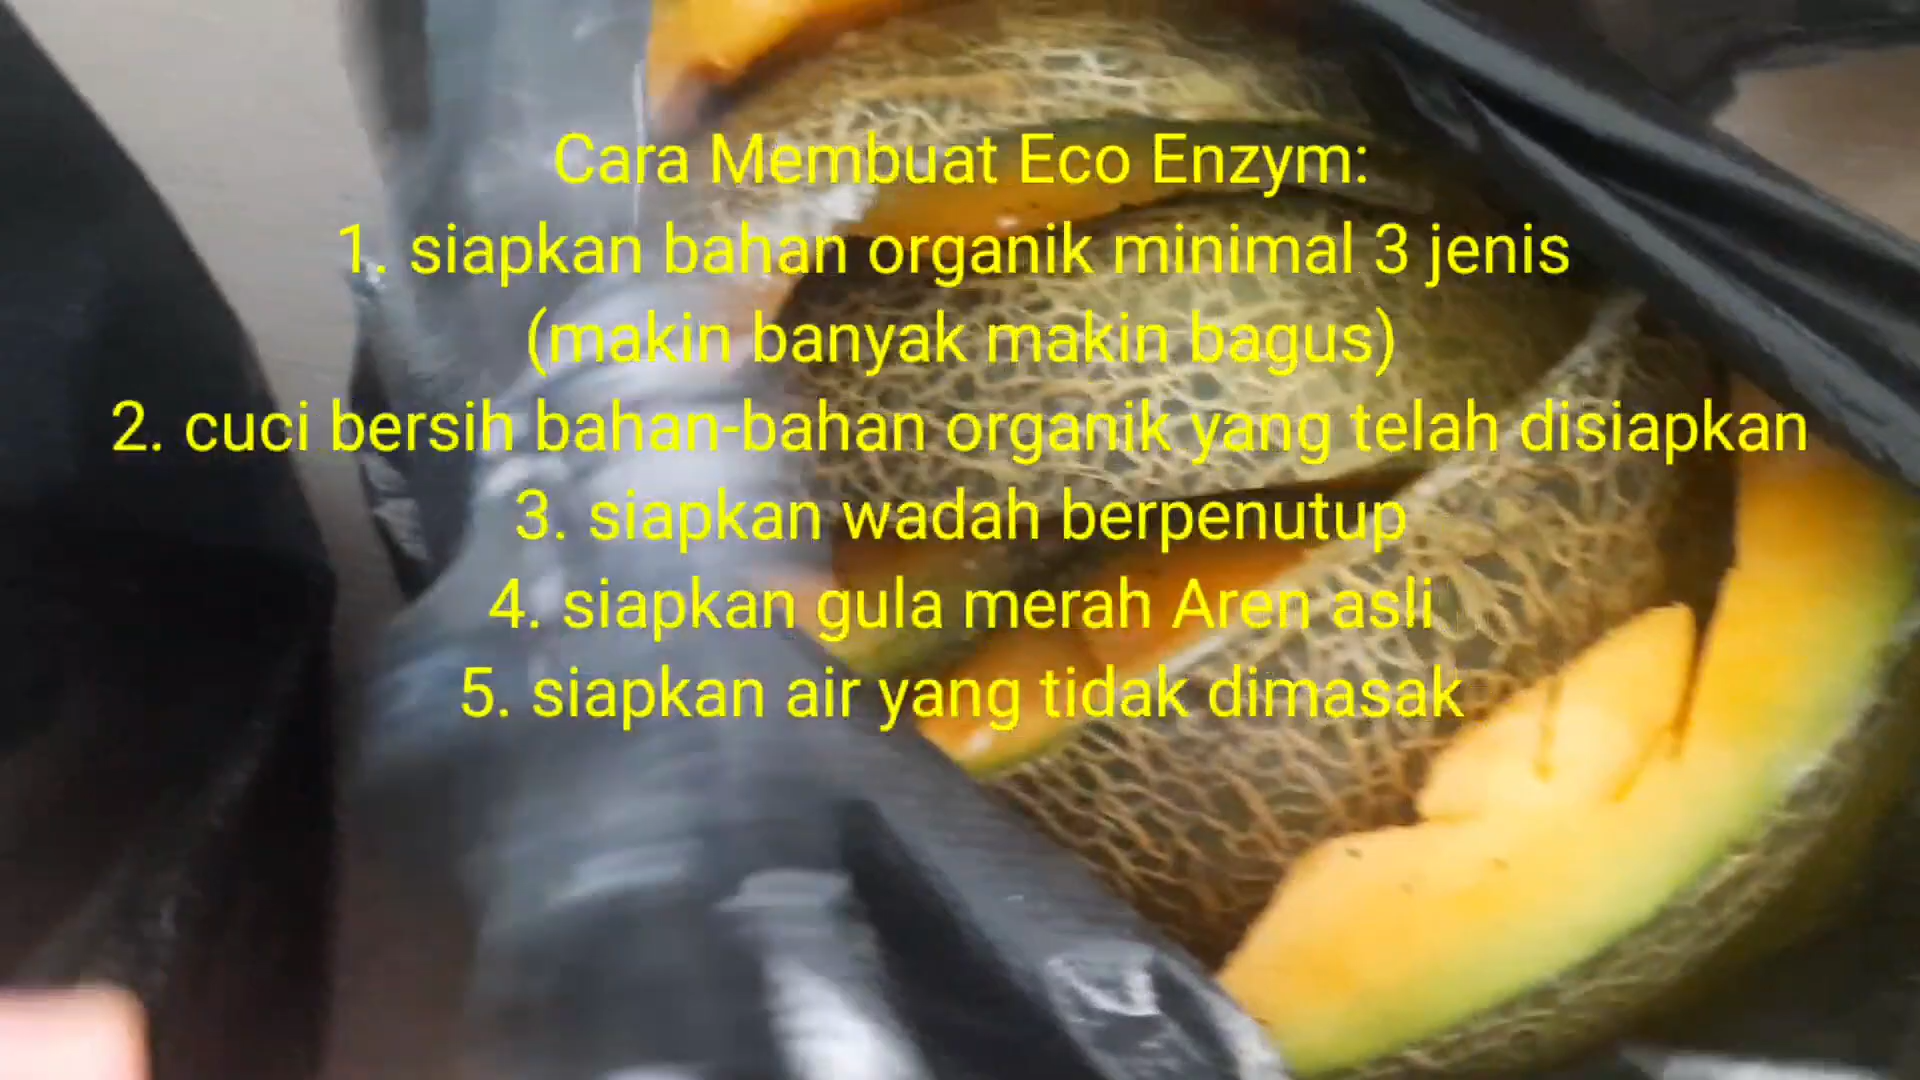 Cara Membuat Eco Enzym:
1. siapkan bahan organik minimal 3 jenis
(makin banyak makin bagus)
2. cuci bersih bahan-bahan organik yang telah disiapkan
3. siapkan wadah berpenutup
4. siapkan gula merah Aren asli
5. siapkan air yang tidak dimasak